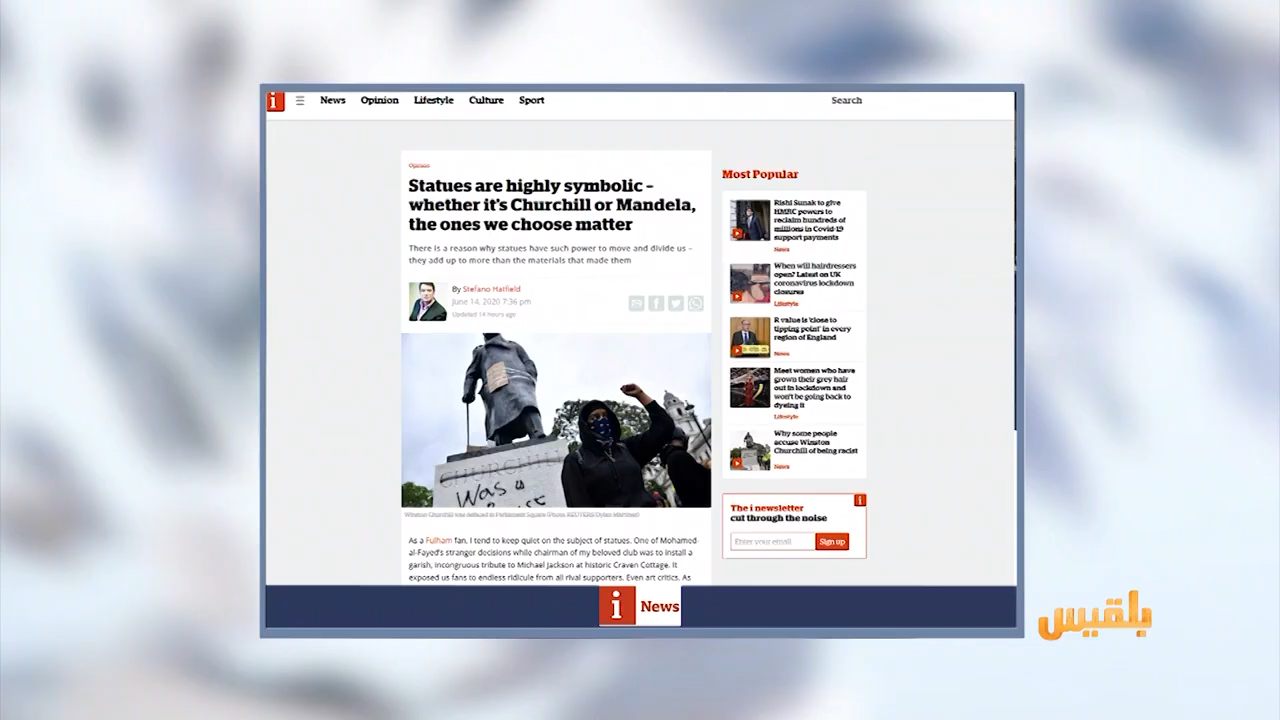 i
News Opinion Lifestyle Culture Sport
Search
Opinion
Statues are highly symbolic –
whether it's Churchill or Mandela,
the ones we choose matter
There is a reason why statues have such power to move and divide us –
they add up to more than the materials that made them
By Stefano Hatfield
June 14, 2020 7:36 pm
Updated 14 hours ago
CHURCHILL
Was a
As a Fulham fan, I tend to keep quiet on the subject of statues. One of Mohamed
al-Fayed's stranger decisions while chairman of my beloved club was to install a
garish, incongruous tribute to Michael Jackson at historic Craven Cottage. It
exposed us fans to endless ridicule from all rival supporters. Even art critics. As
Most Popular
Rishi Sunak to give
HMRC powers to
reclaim hundreds of
millions in Covid-19
support payments
News
When will hairdressers
open? Latest on UK
coronavirus lockdown
closures
Lifestyle
R value is 'close to
tipping point' in every
region of England
News
Meet women who have
grown their grey hair
out in lockdown and
won't be going back to
dyeing it
Lifestyle
Why some people
accuse Winston
Churchill of being racist
News
i
The i newsletter
cut through the noise
Enter your email
Sign up
i News
بلقيس